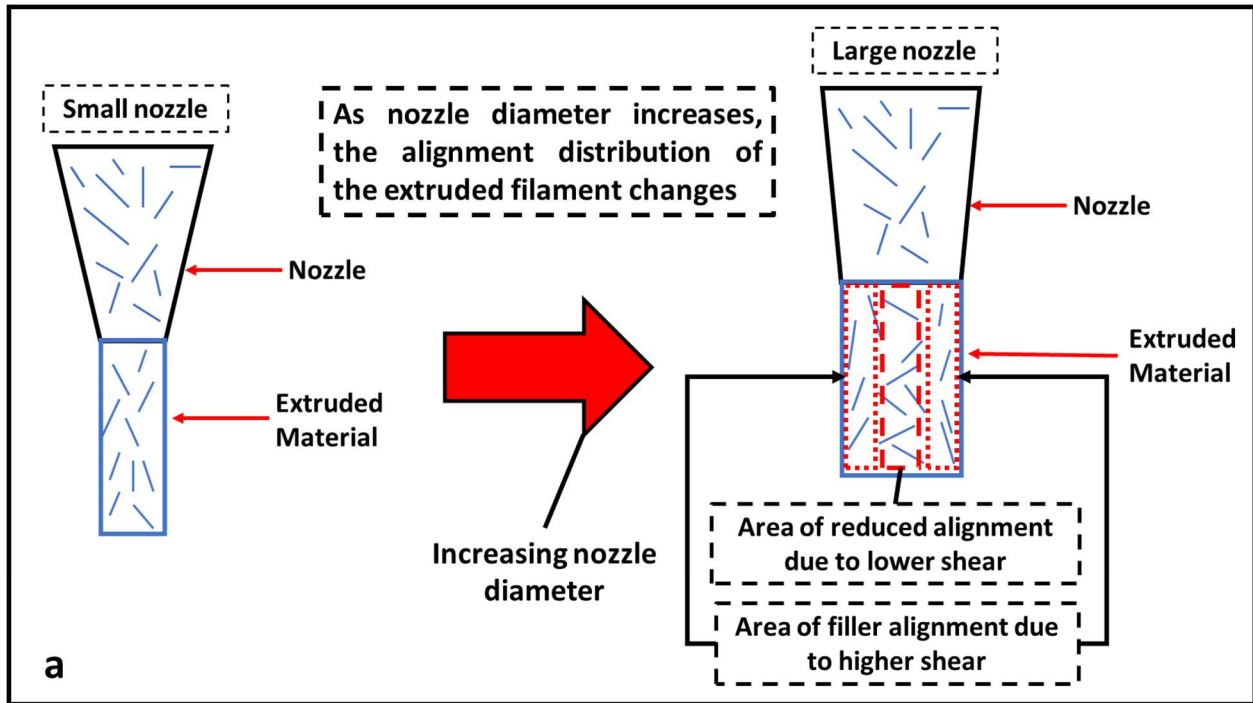 Small nozzle
As nozzle diameter increases,
the alignment distribution of
the extruded filament changes
Large nozzle
Nozzle
Nozzle
Extruded
Material
Extruded
Material
Increasing nozzle
diameter
Area of reduced alignment
due to lower shear
Area of filler alignment due
to higher shear
a